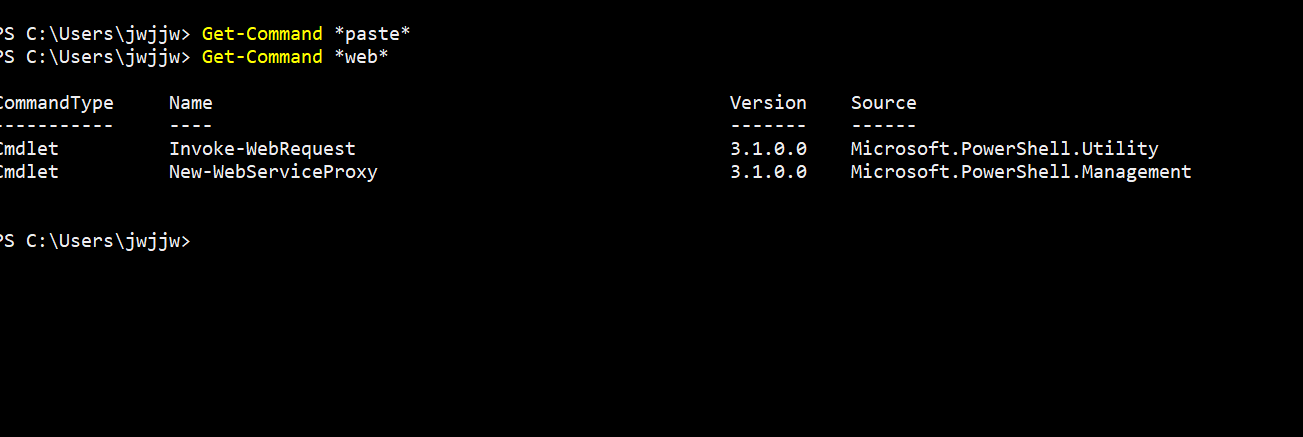 PS C:\Users\jwjjw> Get-Command *paste*
PS C:\Users\jwjjw> Get-Command *web*
CommandType Name Version Source
----------- ---- ------- ------
Cmdlet Invoke-WebRequest 3.1.0.0 Microsoft.PowerShell.Utility
Cmdlet New-WebServiceProxy 3.1.0.0 Microsoft.PowerShell.Management
PS C:\Users\jwjjw>